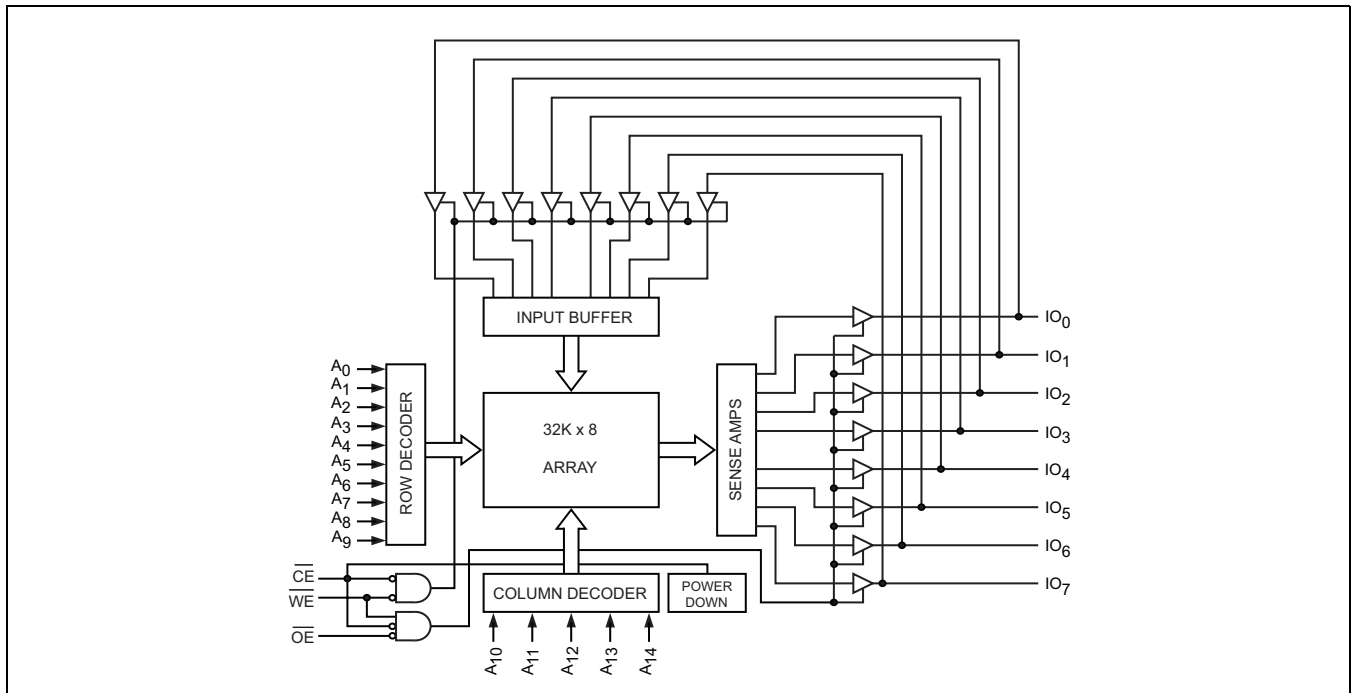 INPUT BUFFER
IO0
IO1
IO2
IO3
IO4
IO5
IO6
IO7
A0
A1
A2
A3
A4
A5
A6
A7
A8
A9
ROW DECODER
32K x 8
ARRAY
SENSE AMPS
CE
WE
OE
COLUMN DECODER
POWER
DOWN
A10
A11
A12
A13
A14